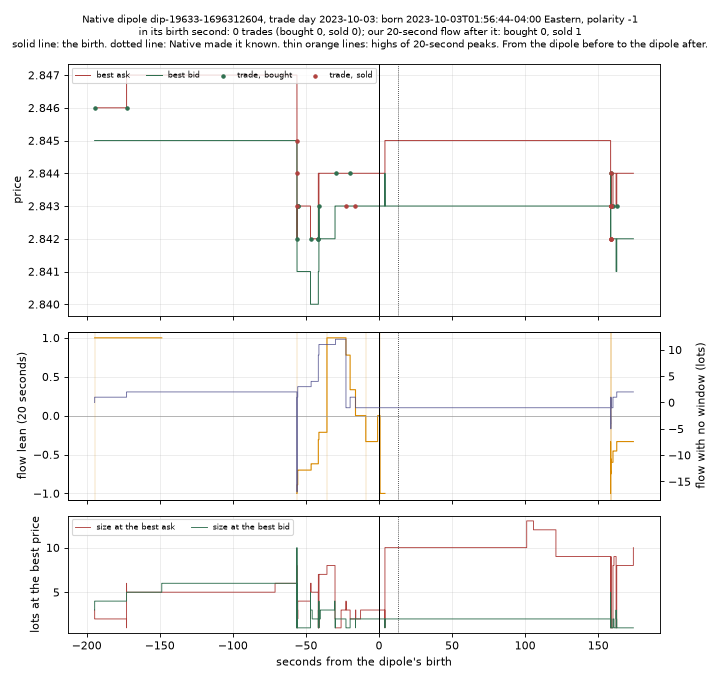 Native dipole dip-19633-1696312604, trade day 2023-10-03: born 2023-10-03T01:56:44-04:00 Eastern, polarity -1
in its birth second: 0 trades (bought 0, sold 0); our 20-second flow after it: bought 0, sold 1
solid line: the birth. dotted line: Native made it known. thin orange lines: highs of 20-second peaks. From the dipole before to the dipole after.
best ask
best bid
trade, bought
trade, sold
price
2.847
2.846
2.845
2.844
2.843
2.842
2.841
2.840
flow lean (20 seconds)
1.0
0.5
0.0
−0.5
−1.0
10
5
0
−5
−10
−15
flow with no window (lots)
size at the best ask
size at the best bid
lots at the best price
10
5
−200
−150
−100
−50
0
50
100
150
seconds from the dipole's birth